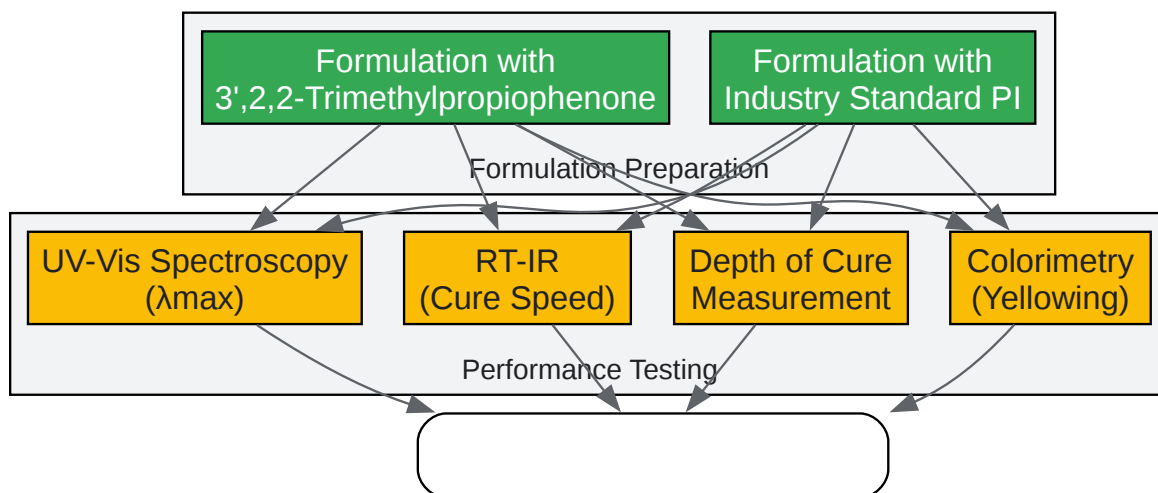 Formulation with
3',2,2-Trimethylpropiophenone
Formulation with
Industry Standard PI
Formulation Preparation
UV-Vis Spectroscopy
(λmax)
RT-IR
(Cure Speed)
Depth of Cure
Measurement
Colorimetry
(Yellowing)
Performance Testing